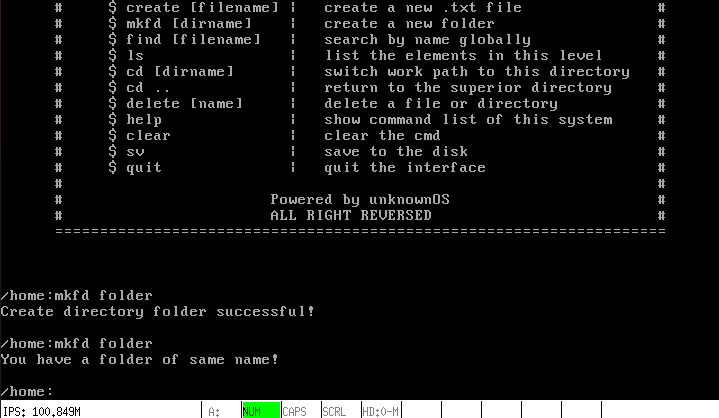 # $ create [filename] ¦ create a new .txt file #
# $ mkfd [dirname] ¦ create a new folder #
# $ find [filename] ¦ search by name globally #
# $ ls ¦ list the elements in this level #
# $ cd [dirname] ¦ switch work path to this directory #
# $ cd .. ¦ return to the superior directory #
# $ delete [name] ¦ delete a file or directory #
# $ help ¦ show command list of this system #
# $ clear ¦ clear the cmd #
# $ sv ¦ save to the disk #
# $ quit ¦ quit the interface #
# #
# Powered by unknownOS #
# ALL RIGHT REVERSED #
====================================================================
/home:mkfd folder
Create directory folder successful!
/home:mkfd folder
You have a folder of same name!
/home:
IPS: 100.849M A: NUM CAPS SCRL HD:0-M